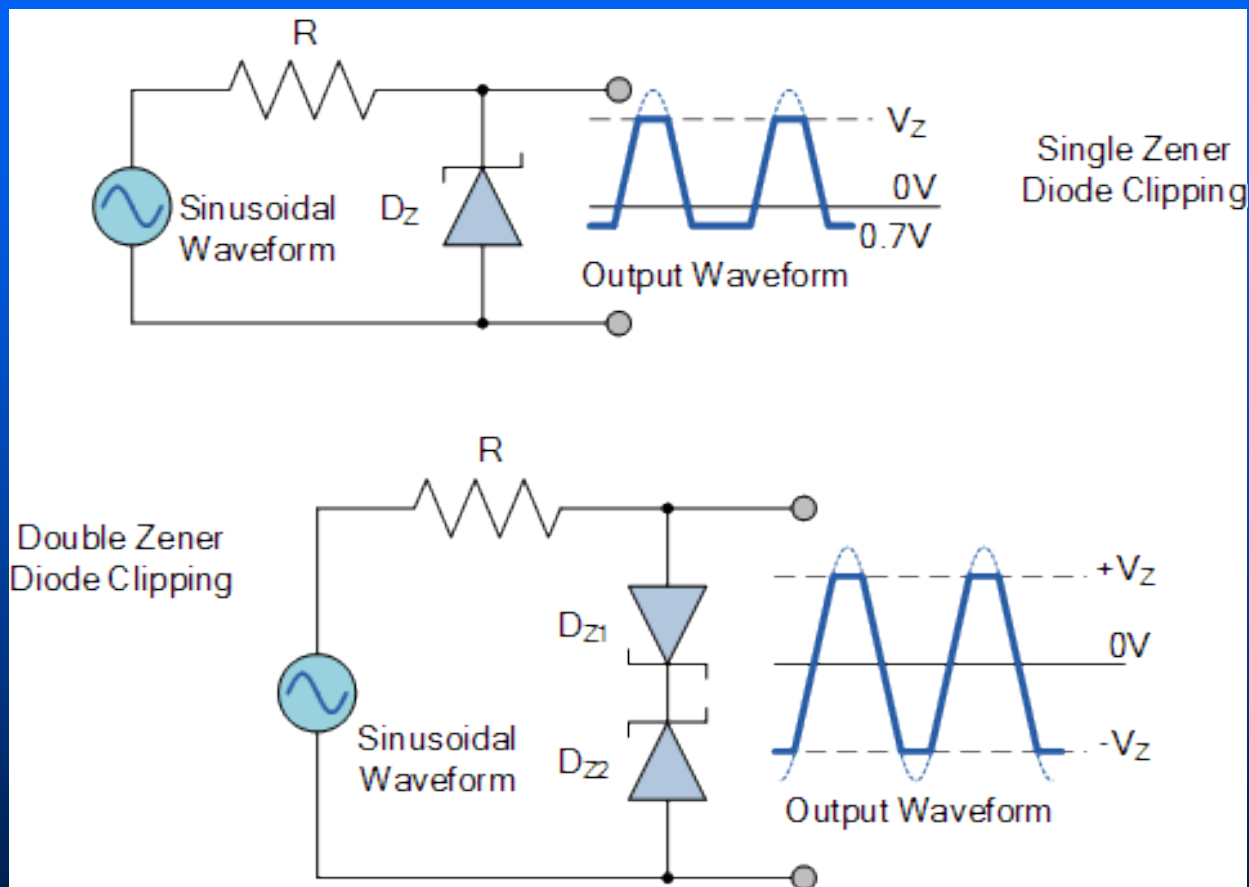 R
Sinusoidal
Waveform
DZ
VZ
0V
0.7V
Output Waveform
Single Zener
Diode Clipping
Double Zener
Diode Clipping
R
Sinusoidal
Waveform
DZ1
DZ2
+VZ
0V
-VZ
Output Waveform